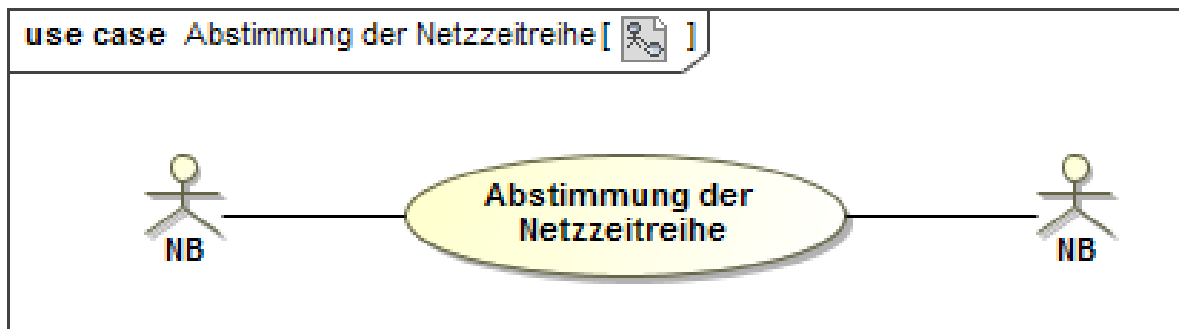 use case Abstimmung der Netzzeitreihe[ ]
Abstimmung der
Netzzeitreihe
NB
NB